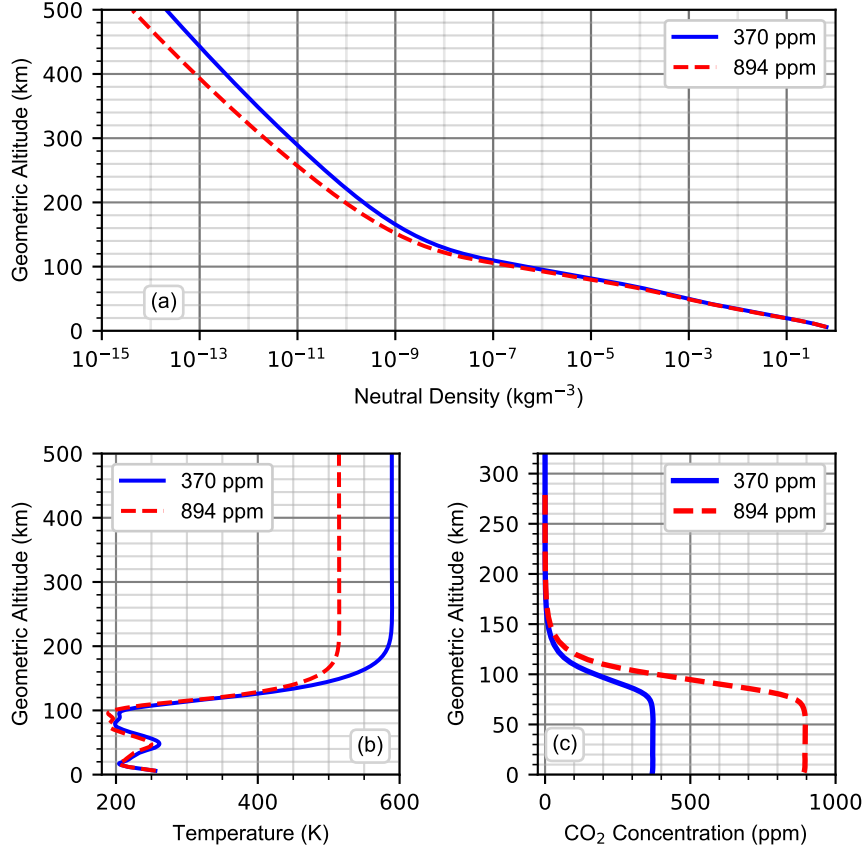 500
400
300
200
100
0
Geometric Altitude (km)
370 ppm
894 ppm
(a)
10⁻¹⁵ 10⁻¹³ 10⁻¹¹ 10⁻⁹ 10⁻⁷ 10⁻⁵ 10⁻³ 10⁻¹
Neutral Density (kgm⁻³)
500
400
300
200
100
0
Geometric Altitude (km)
370 ppm
894 ppm
(b)
200 400 600
Temperature (K)
300
250
200
150
100
50
0
Geometric Altitude (km)
370 ppm
894 ppm
(c)
0 500 1000
CO₂ Concentration (ppm)